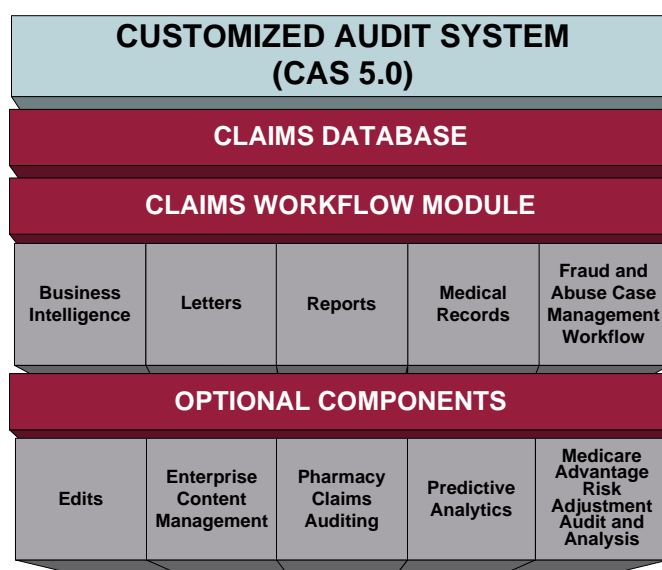 CUSTOMIZED AUDIT SYSTEM
(CAS 5.0)
CLAIMS DATABASE
CLAIMS WORKFLOW MODULE
Business
Intelligence
Letters
Reports
Medical
Records
Fraud and
Abuse Case
Management
Workflow
OPTIONAL COMPONENTS
Edits
Enterprise
Content
Management
Pharmacy
Claims
Auditing
Predictive
Analytics
Medicare
Advantage
Risk
Adjustment
Audit and
Analysis